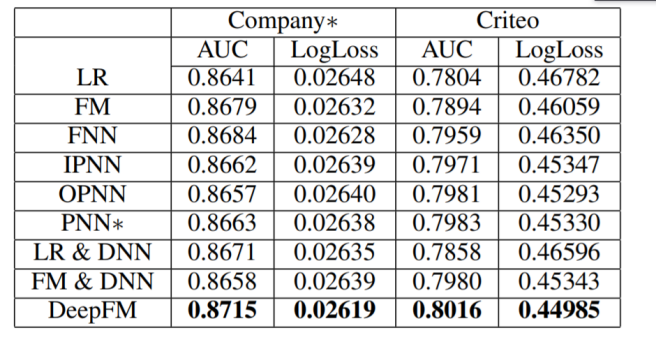 Company∗ Criteo
AUC LogLoss AUC LogLoss
LR 0.8641 0.02648 0.7804 0.46782
FM 0.8679 0.02632 0.7894 0.46059
FNN 0.8684 0.02628 0.7959 0.46350
IPNN 0.8662 0.02639 0.7971 0.45347
OPNN 0.8657 0.02640 0.7981 0.45293
PNN∗ 0.8663 0.02638 0.7983 0.45330
LR & DNN 0.8671 0.02635 0.7858 0.46596
FM & DNN 0.8658 0.02639 0.7980 0.45343
DeepFM 0.8715 0.02619 0.8016 0.44985